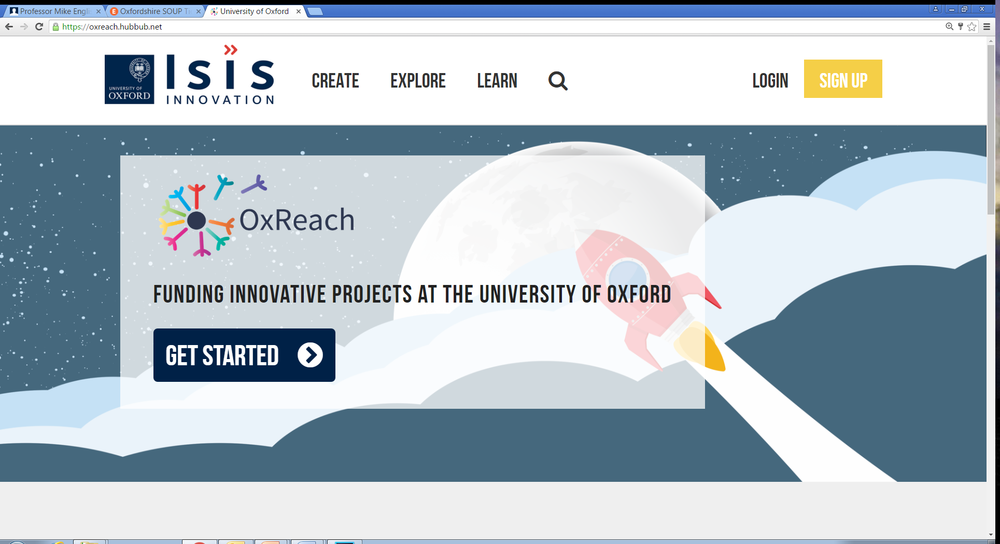 Professor Mike Engli
Oxfordshire SOUP Ti
University of Oxford
https://oxreach.hubbub.net
UNIVERSITY OF
OXFORD
Isis
INNOVATION
CREATE
EXPLORE
LEARN
LOGIN
SIGN UP
OxReach
FUNDING INNOVATIVE PROJECTS AT THE UNIVERSITY OF OXFORD
GET STARTED